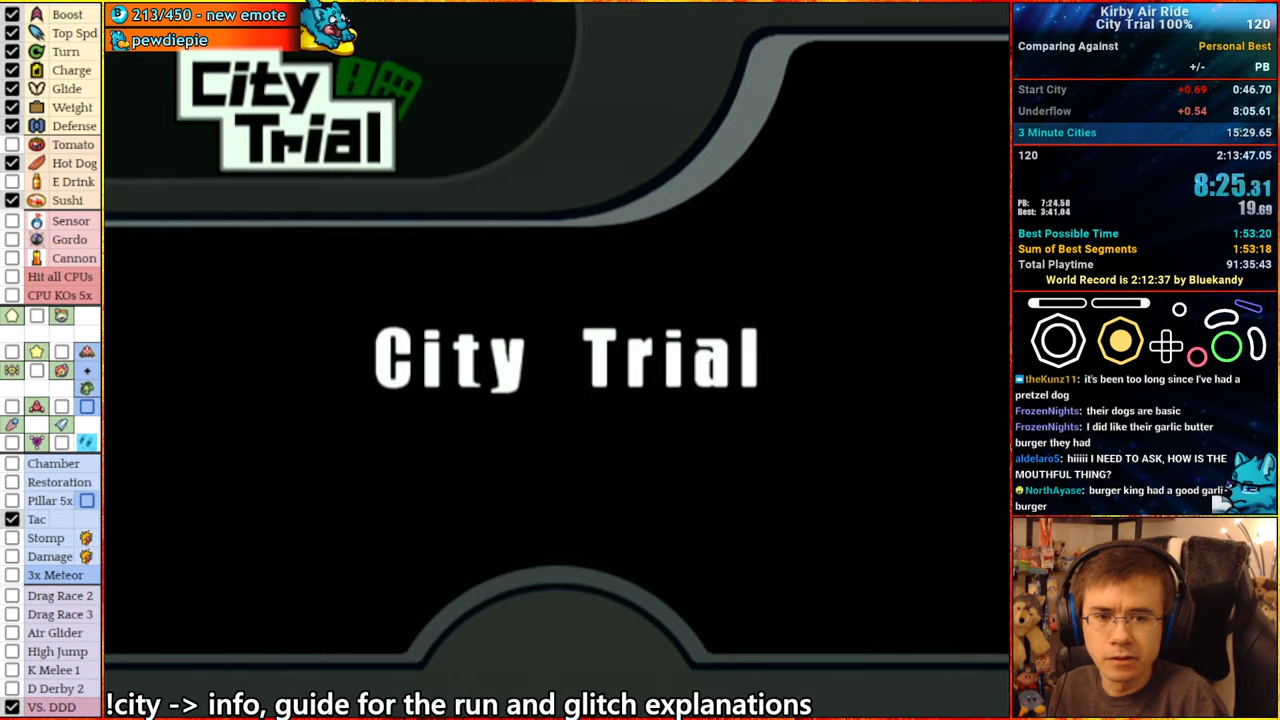 Boost
Top Spd
Turn
Charge
Glide
Weight
Defense
Tomato
Hot Dog
E Drink
Sushi
Sensor
Gordo
Cannon
Hit all CPUs
CPU KOs 5x
+
Chamber
Restoration
Pillar 5x
Tac
Stomp
Damage
3x Meteor
Drag Race 2
Drag Race 3
Air Glider
High Jump
K Melee 1
D Derby 2
VS. DDD
213/450 - new emote
pewdiepie
City
Trial
City Trial
!city -> info, guide for the run and glitch explanations
Kirby Air Ride
City Trial 100% 120
Comparing Against Personal Best
+/- PB
Start City +0.69 0:46.70
Underflow +0.54 8:05.61
3 Minute Cities 15:29.65
120 2:13:47.05
8:25.31
PB: 7:24.58
Best: 3:41.04
19.69
Best Possible Time 1:53:20
Sum of Best Segments 1:53:18
Total Playtime 91:35:43
World Record is 2:12:37 by Bluekandy
theKunz11: it's been too long since I've had a
pretzel dog
FrozenNights: their dogs are basic
FrozenNights: I did like their garlic butter
burger they had
aldelaro5: hiiiii I NEED TO ASK, HOW IS THE
MOUTHFUL THING?
NorthAyase: burger king had a good garli
burger